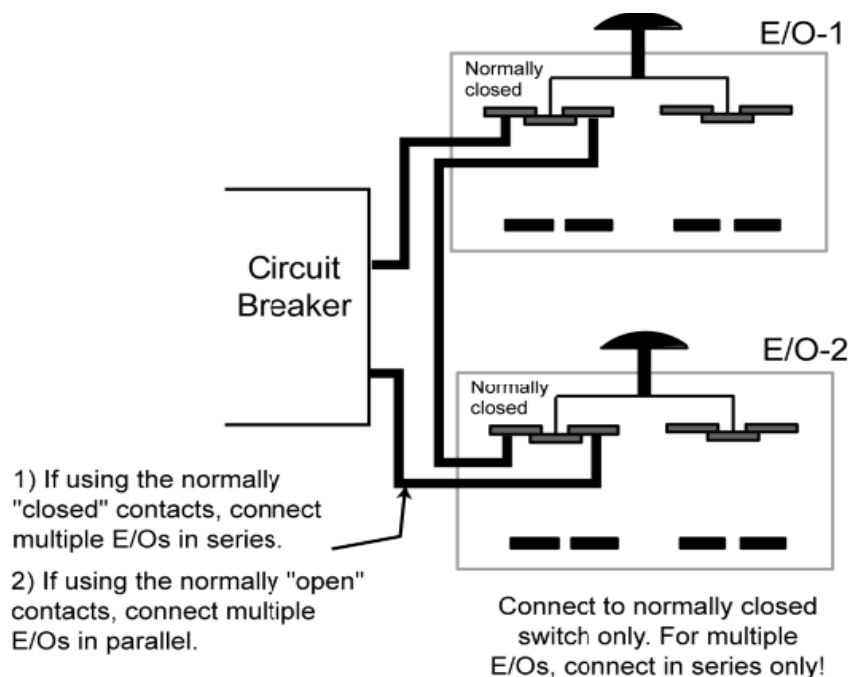 E/O-1
Normally
closed
Circuit
Breaker
E/O-2
Normally
closed
1) If using the normally
"closed" contacts, connect
multiple E/Os in series.
2) If using the normally "open"
contacts, connect multiple
E/Os in parallel.
Connect to normally closed
switch only. For multiple
E/Os, connect in series only!